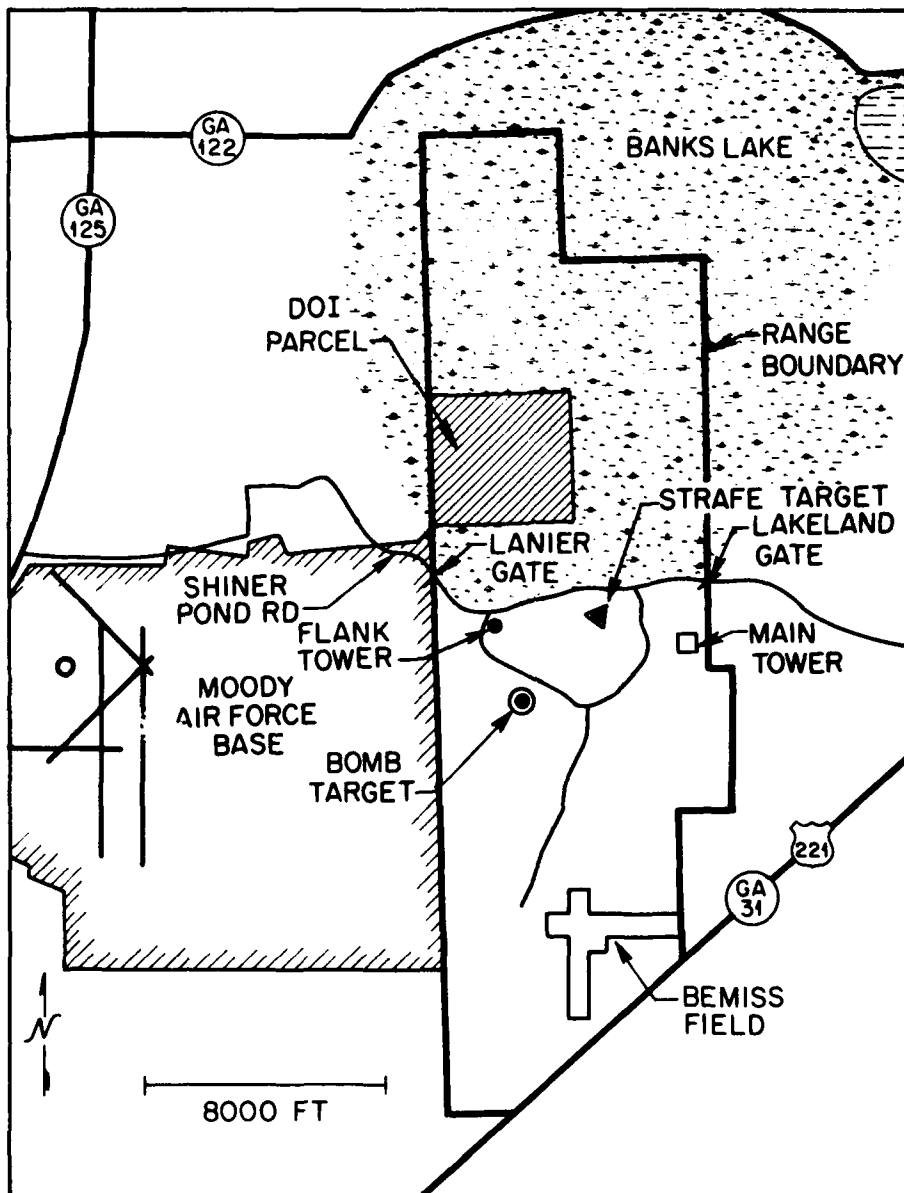 GA
122
BANKS LAKE
GA
125
DOI
PARCEL
RANGE
BOUNDARY
STRAFE TARGET
LAKELAND
GATE
LANIER
GATE
SHINER
POND RD
FLANK
TOWER
MAIN
TOWER
MOODY
AIR FORCE
BASE
BOMB
TARGET
221
GA
31
BEMISS
FIELD
N
8000 FT